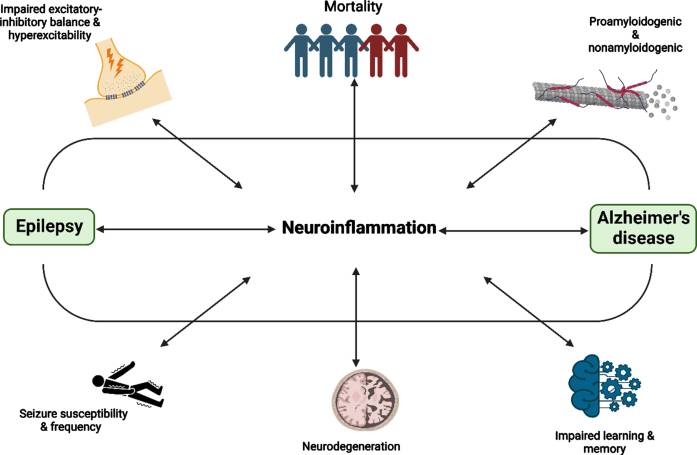 Impaired excitatory-
inhibitory balance &
hyperexcitability
Mortality
Proamyloidogenic
&
nonamyloidogenic
Epilepsy
Neuroinflammation
Alzheimer's
disease
Seizure susceptibility
& frequency
Neurodegeneration
Impaired learning &
memory